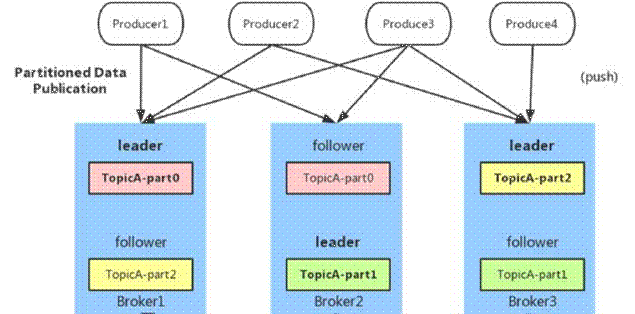 Producer1 Producer2 Produce3 Produce4
Partitioned Data
Publication
(push)
leader follower leader
TopicA-part0 TopicA-part0 TopicA-part2
follower leader follower
TopicA-part2 TopicA-part1 TopicA-part1
Broker1 Broker2 Broker3